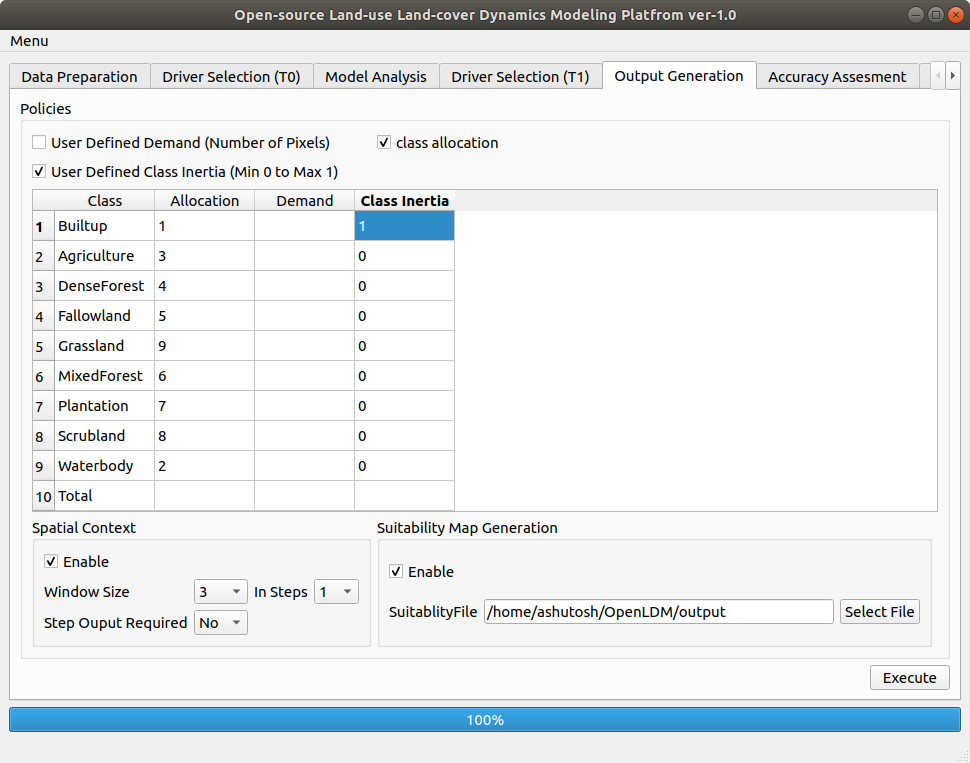 Open-source Land-use Land-cover Dynamics Modeling Platfrom ver-1.0
Menu
Data Preparation Driver Selection (T0) Model Analysis Driver Selection (T1) Output Generation Accuracy Assesment
Policies
User Defined Demand (Number of Pixels) class allocation
User Defined Class Inertia (Min 0 to Max 1)
Class Allocation Demand Class Inertia
1 Builtup 1 1
2 Agriculture 3 0
3 DenseForest 4 0
4 Fallowland 5 0
5 Grassland 9 0
6 MixedForest 6 0
7 Plantation 7 0
8 Scrubland 8 0
9 Waterbody 2 0
10 Total
Spatial Context Suitability Map Generation
Enable
Enable
Window Size 3 In Steps 1
SuitablityFile /home/ashutosh/OpenLDM/output Select File
Step Ouput Required No
Execute
100%